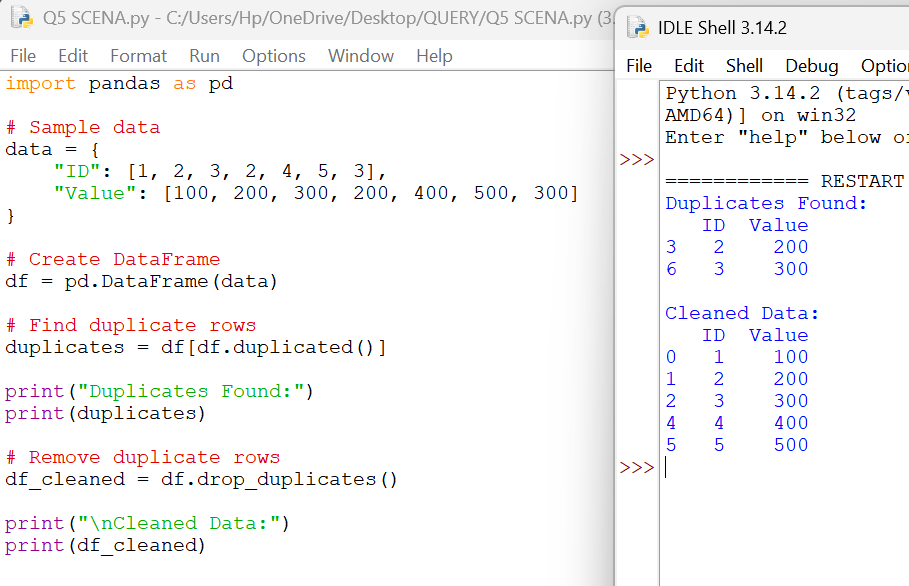 Q5 SCENA.py - C:/Users/Hp/OneDrive/Desktop/QUERY/Q5 SCENA.py (3.
File Edit Format Run Options Window Help
import pandas as pd
# Sample data
data = {
    "ID": [1, 2, 3, 2, 4, 5, 3],
    "Value": [100, 200, 300, 200, 400, 500, 300]
}
# Create DataFrame
df = pd.DataFrame(data)
# Find duplicate rows
duplicates = df[df.duplicated()]
print("Duplicates Found:")
print(duplicates)
# Remove duplicate rows
df_cleaned = df.drop_duplicates()
print("\nCleaned Data:")
print(df_cleaned)
IDLE Shell 3.14.2
File Edit Shell Debug Optio
Python 3.14.2 (tags/
AMD64)] on win32
Enter "help" below o
>>>
============ RESTART
Duplicates Found:
   ID  Value
3   2    200
6   3    300
Cleaned Data:
   ID  Value
0   1    100
1   2    200
2   3    300
4   4    400
5   5    500
>>>